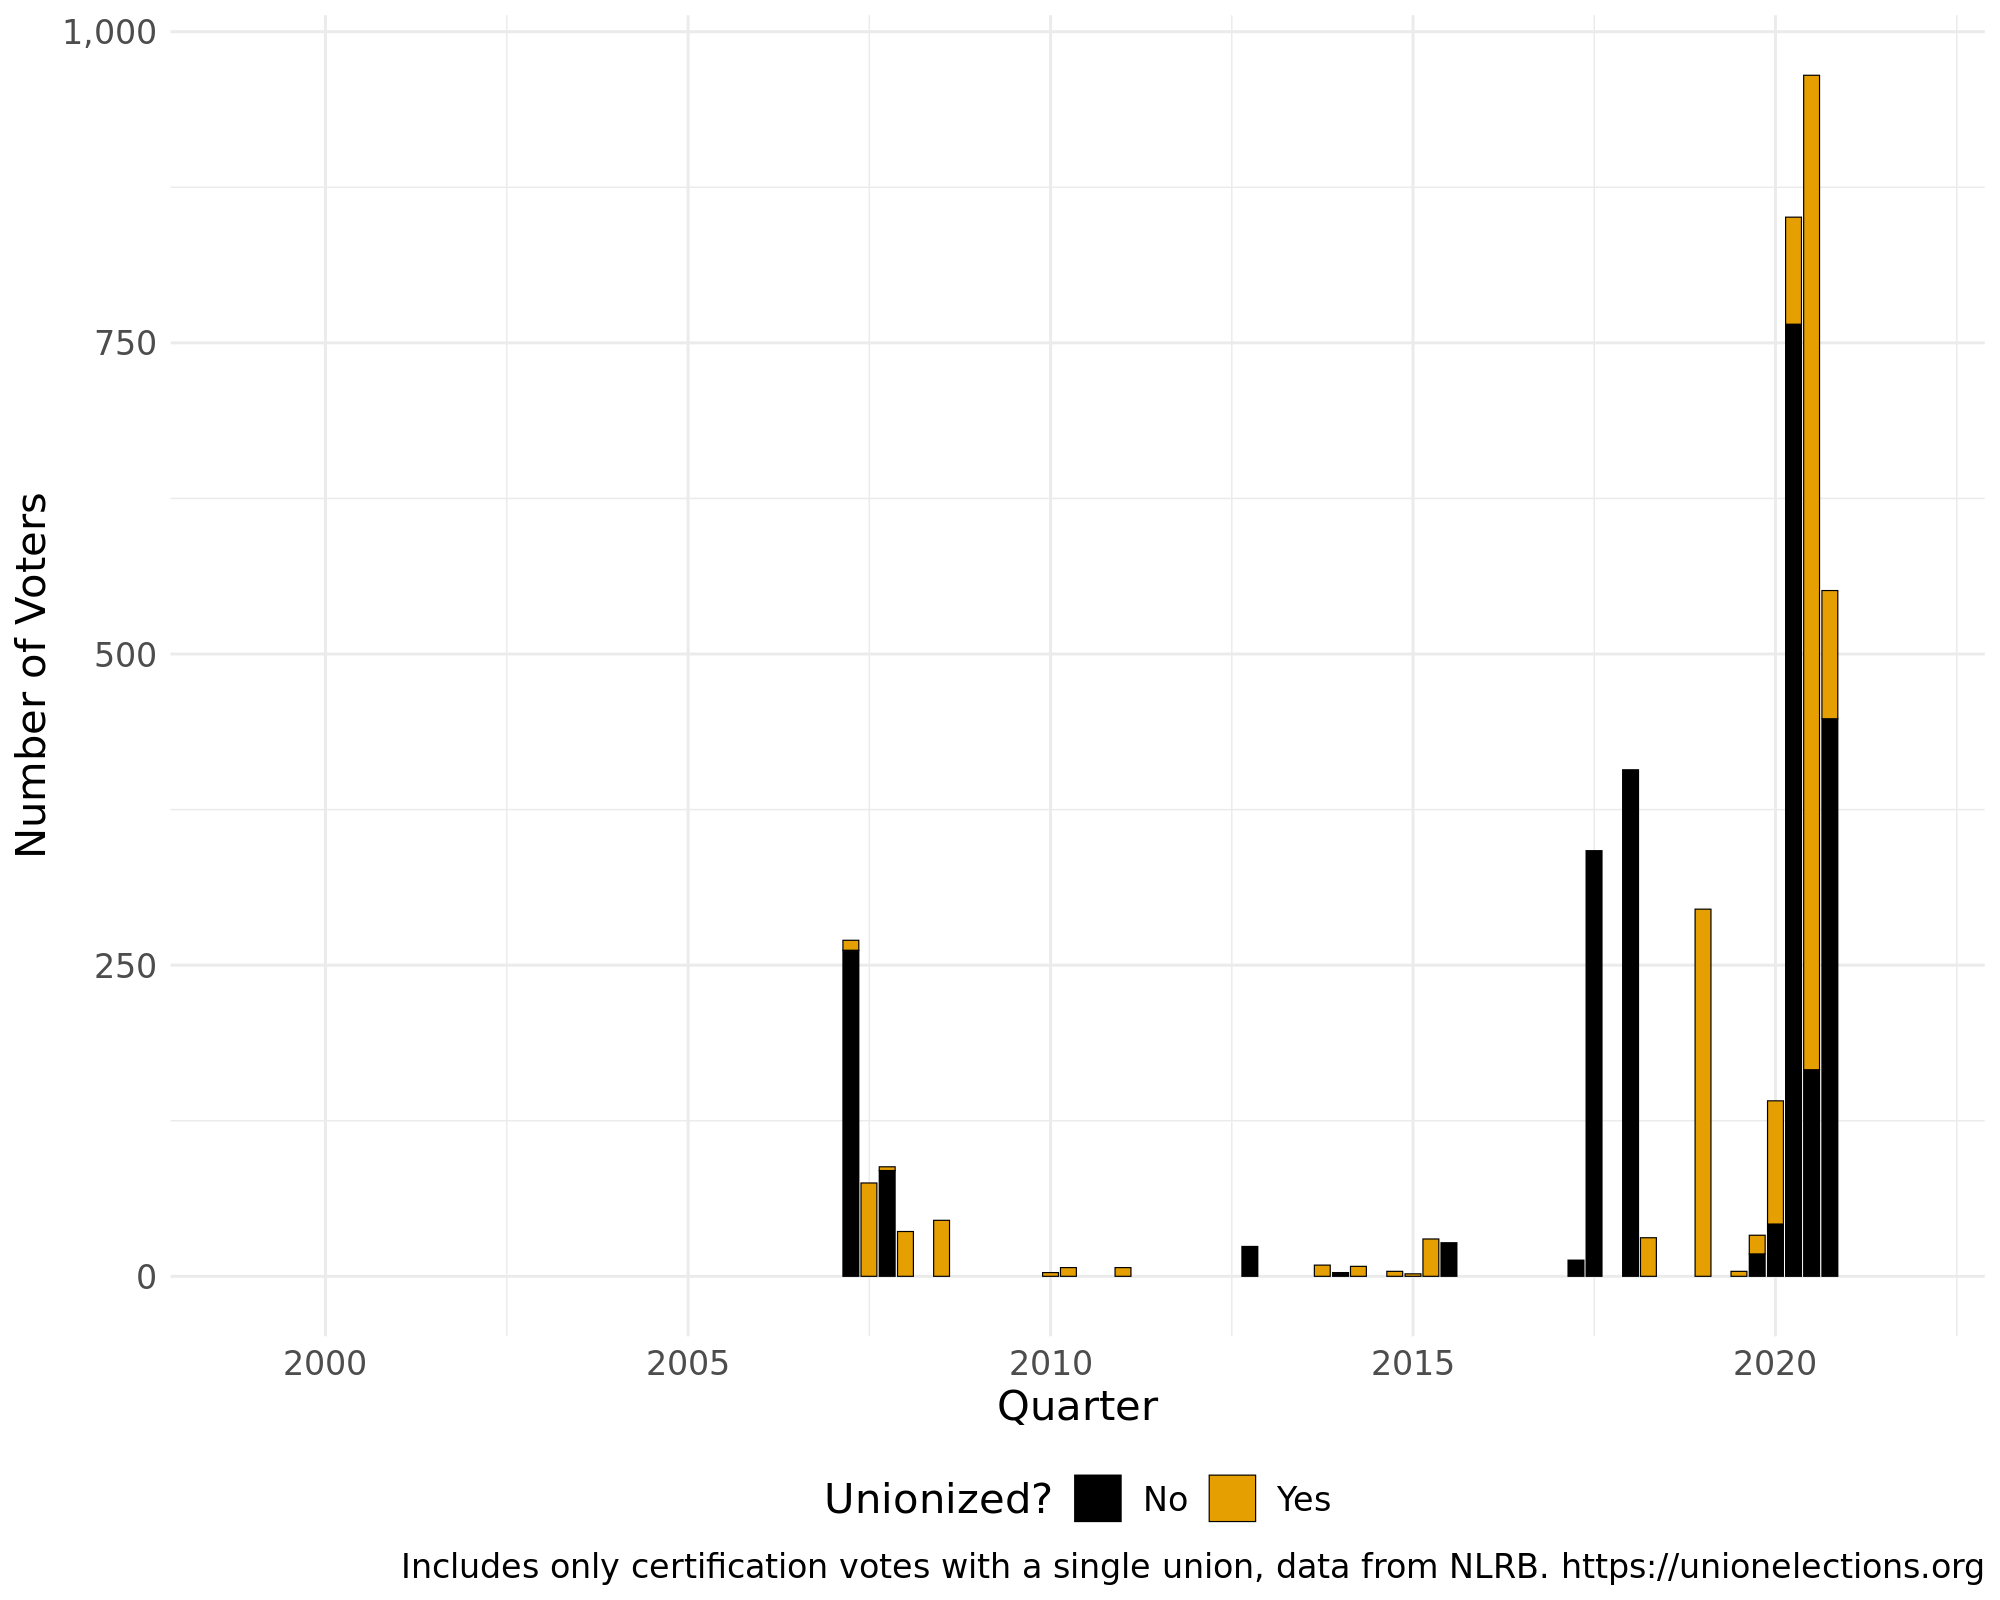 1,000
750
500
250
0
Number of Voters
2000 2005 2010 2015 2020
Quarter
Unionized? No Yes
Includes only certification votes with a single union, data from NLRB. https://unionelections.org